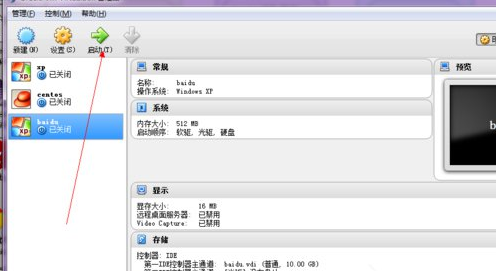 管理(F) 控制(M) 帮助(H)
新建(N) 设置(S) 启动(T) 清除
xp
已关闭
centos
已关闭
baidu
已关闭
常规
名称: baidu
操作系统: Windows XP
系统
内存大小: 512 MB
启动顺序: 软驱, 光驱, 硬盘
预览
b
显示
显存大小: 16 MB
远程桌面服务器: 已禁用
Video Capture: 已禁用
存储
控制器: IDE
第一IDE控制器主通道: baidu.vdi (普通, 10.00 GB)